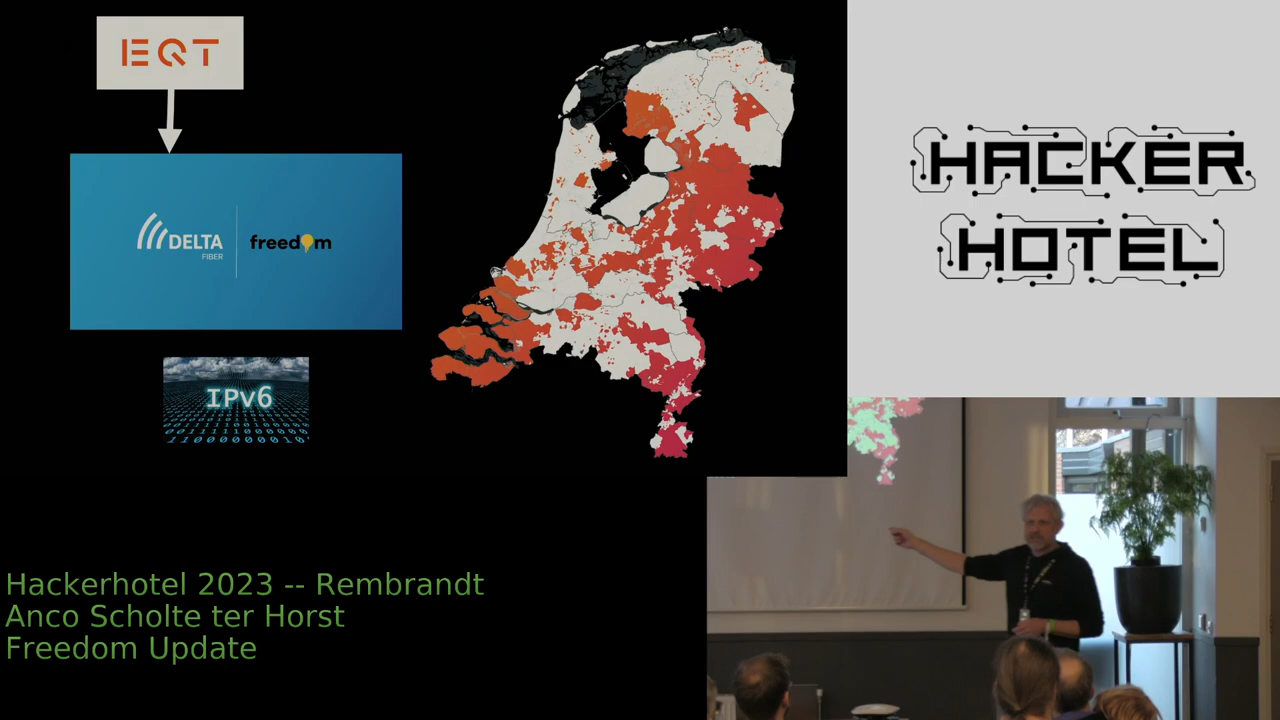 EQT
DELTA
FIBER
freedom
IPv6
HACKER
HOTEL
Hackerhotel 2023 -- Rembrandt
Anco Scholte ter Horst
Freedom Update